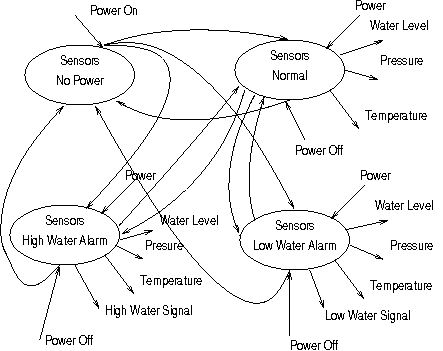 Power On
Power
Water Level
Sensors
No Power
Sensors
Normal
Pressure
Temperature
Power Off
Power
Power
Sensors
High Water Alarm
Water Level
Presure
Temperature
High Water Signal
Power Off
Sensors
Low Water Alarm
Water Level
Pressure
Temperature
Low Water Signal
Power Off